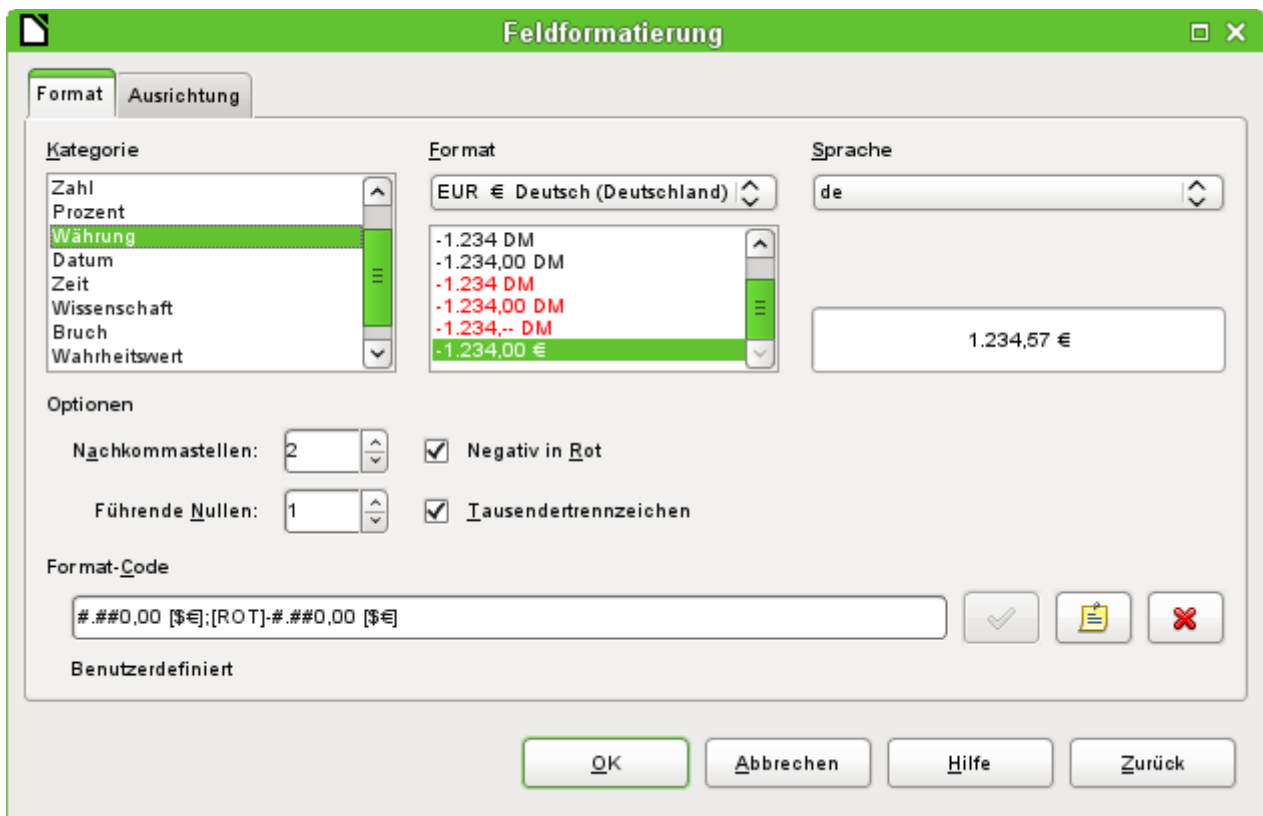 Feldformatierung
Format Ausrichtung
Kategorie
Zahl
Prozent
Währung
Datum
Zeit
Wissenschaft
Bruch
Wahrheitswert
Format
EUR € Deutsch (Deutschland)
-1.234 DM
-1.234,00 DM
-1.234 DM
-1.234,00 DM
-1.234,-- DM
-1.234,00 €
Sprache
de
1.234,57 €
Optionen
Nachkommastellen: 2 Negativ in Rot
Führende Nullen: 1 Tausendertrennzeichen
Format-Code
#.##0,00 [$€];[ROT]-#.##0,00 [$€]
Benutzerdefiniert
OK Abbrechen Hilfe Zurück